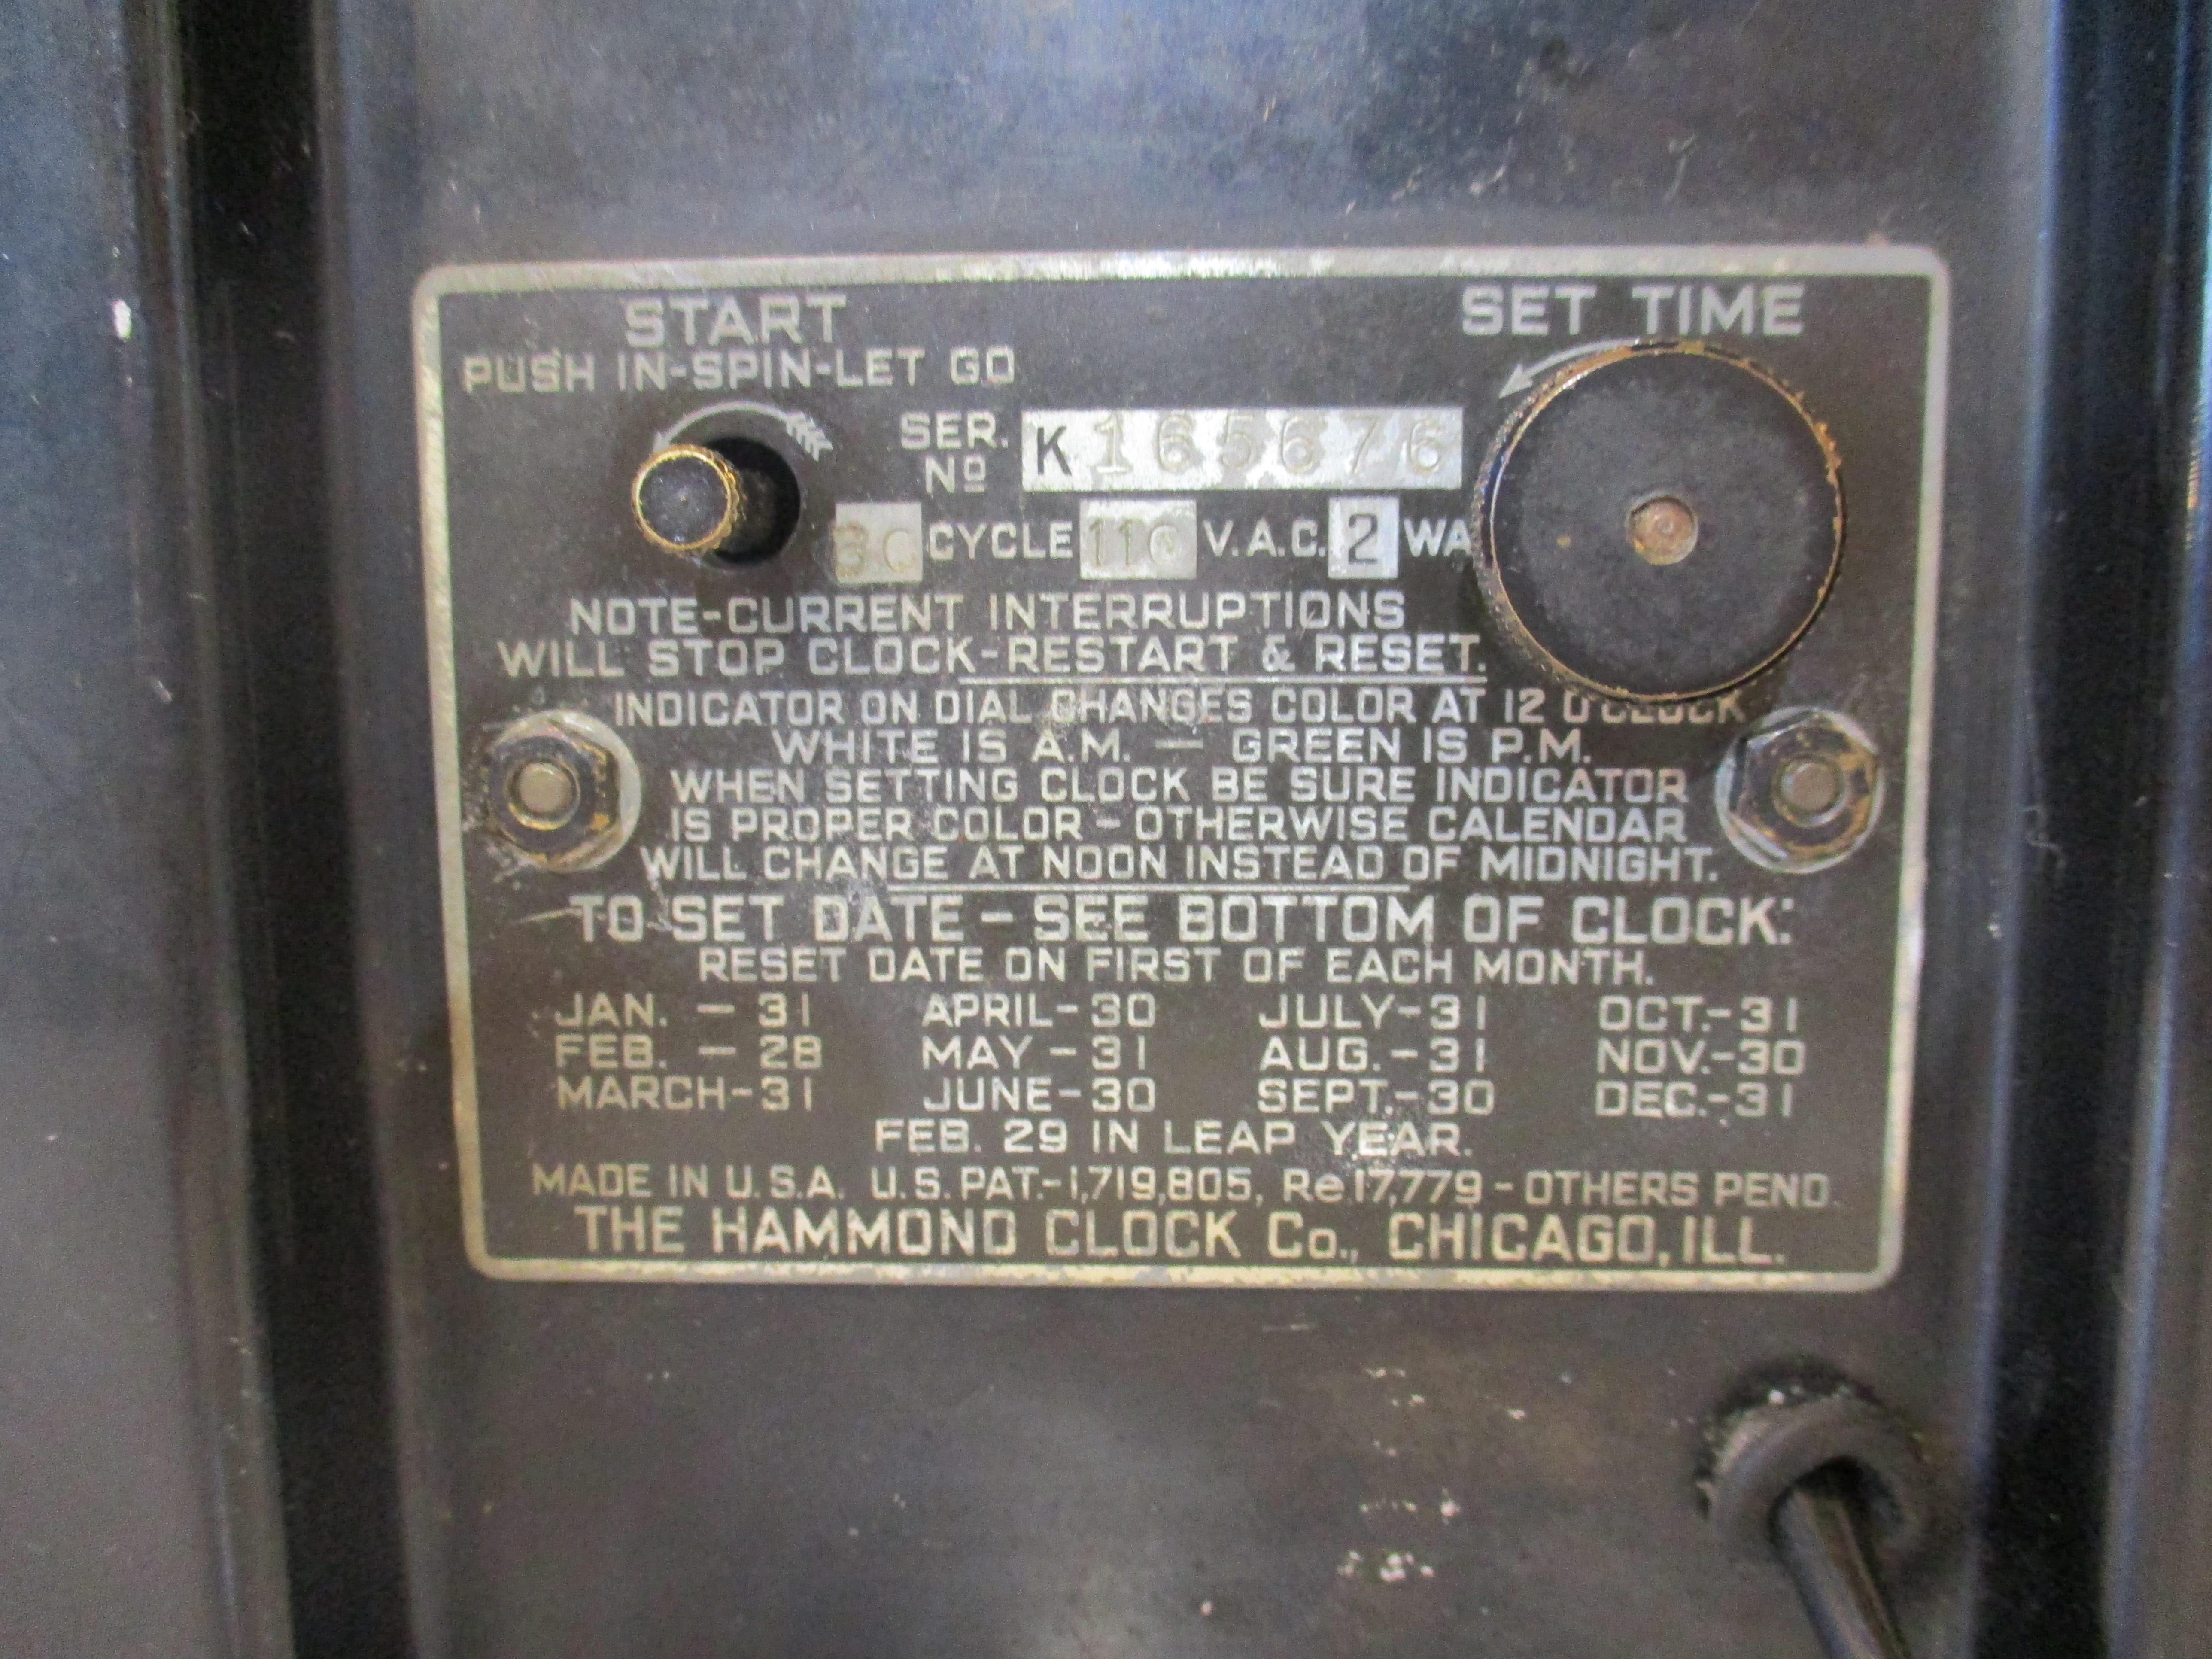 START
SET TIME
PUSH IN-SPIN-LET GO
SER. Nº K 165676
CYCLE 110 V.A.C. 2 WA
NOTE-CURRENT INTERRUPTIONS
WILL STOP CLOCK-RESTART & RESET.
INDICATOR ON DIAL CHANGES COLOR AT 12 O'CLOCK
WHITE IS A.M. — GREEN IS P.M.
WHEN SETTING CLOCK BE SURE INDICATOR
IS PROPER COLOR - OTHERWISE CALENDAR
WILL CHANGE AT NOON INSTEAD OF MIDNIGHT.
TO SET DATE - SEE BOTTOM OF CLOCK:
RESET DATE ON FIRST OF EACH MONTH.
JAN. - 31 APRIL-30 JULY-31 OCT.-31
FEB. - 28 MAY - 31 AUG. - 31 NOV.-30
MARCH-31 JUNE-30 SEPT.-30 DEC.-31
FEB. 29 IN LEAP YEAR.
MADE IN U.S.A. U.S. PAT.-1,719,805, Re 17,779 - OTHERS PEND.
THE HAMMOND CLOCK Co., CHICAGO, ILL.